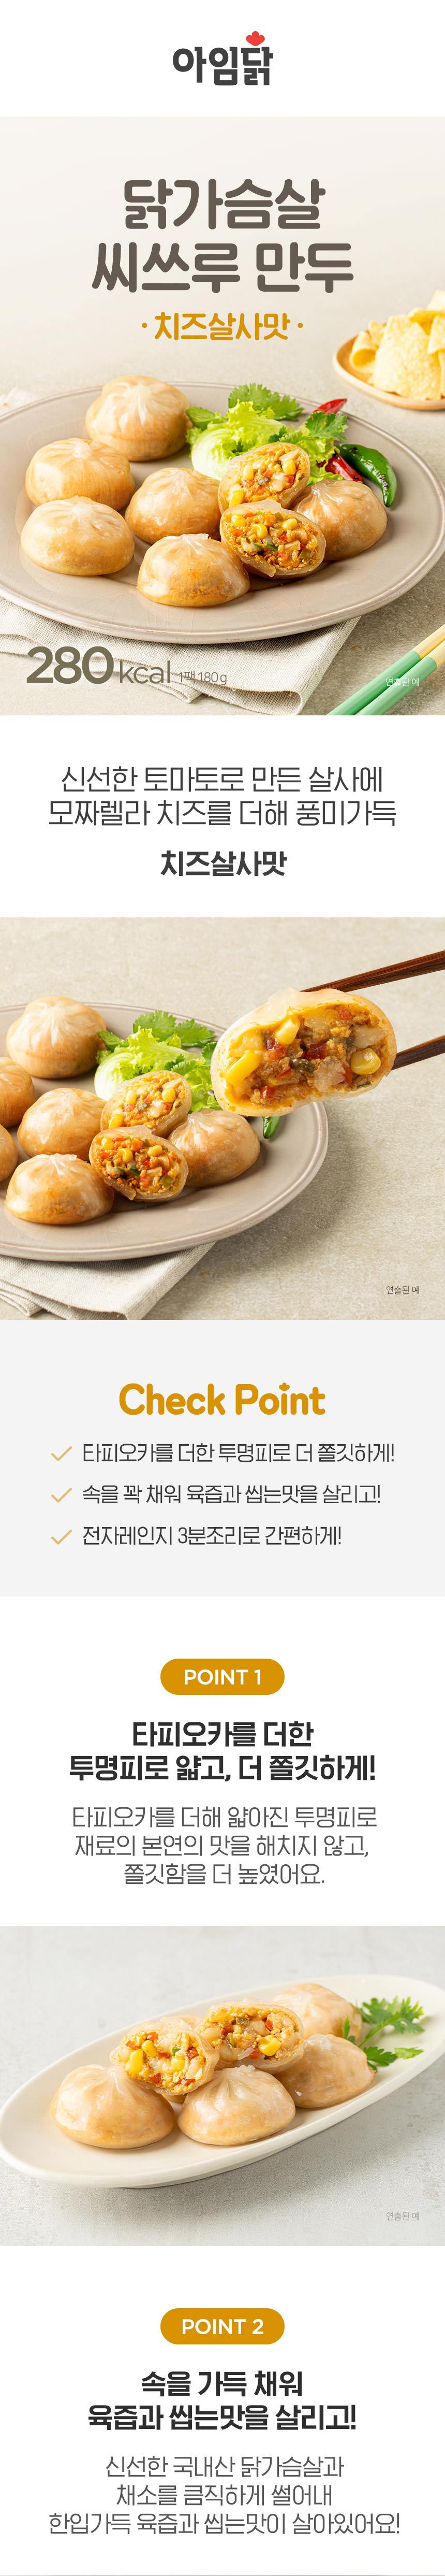 아임닭
닭가슴살
씨쓰루 만두
· 치즈살사맛 ·
280 kcal 1팩 180g
연출된 예
신선한 토마토로 만든 살사에
모짜렐라 치즈를 더해 풍미가득
치즈살사맛
연출된 예
Check Point
타피오카를 더한 투명피로 더 쫄깃하게!
속을 꽉 채워 육즙과 씹는맛을 살리고!
전자레인지 3분조리로 간편하게!
POINT 1
타피오카를 더한
투명피로 얇고, 더 쫄깃하게!
타피오카를 더해 얇아진 투명피로
재료의 본연의 맛을 해치지 않고,
쫄깃함을 더 높였어요.
연출된 예
POINT 2
속을 가득 채워
육즙과 씹는맛을 살리고!
신선한 국내산 닭가슴살과
채소를 큼직하게 썰어내
한입가득 육즙과 씹는맛이 살아있어요!